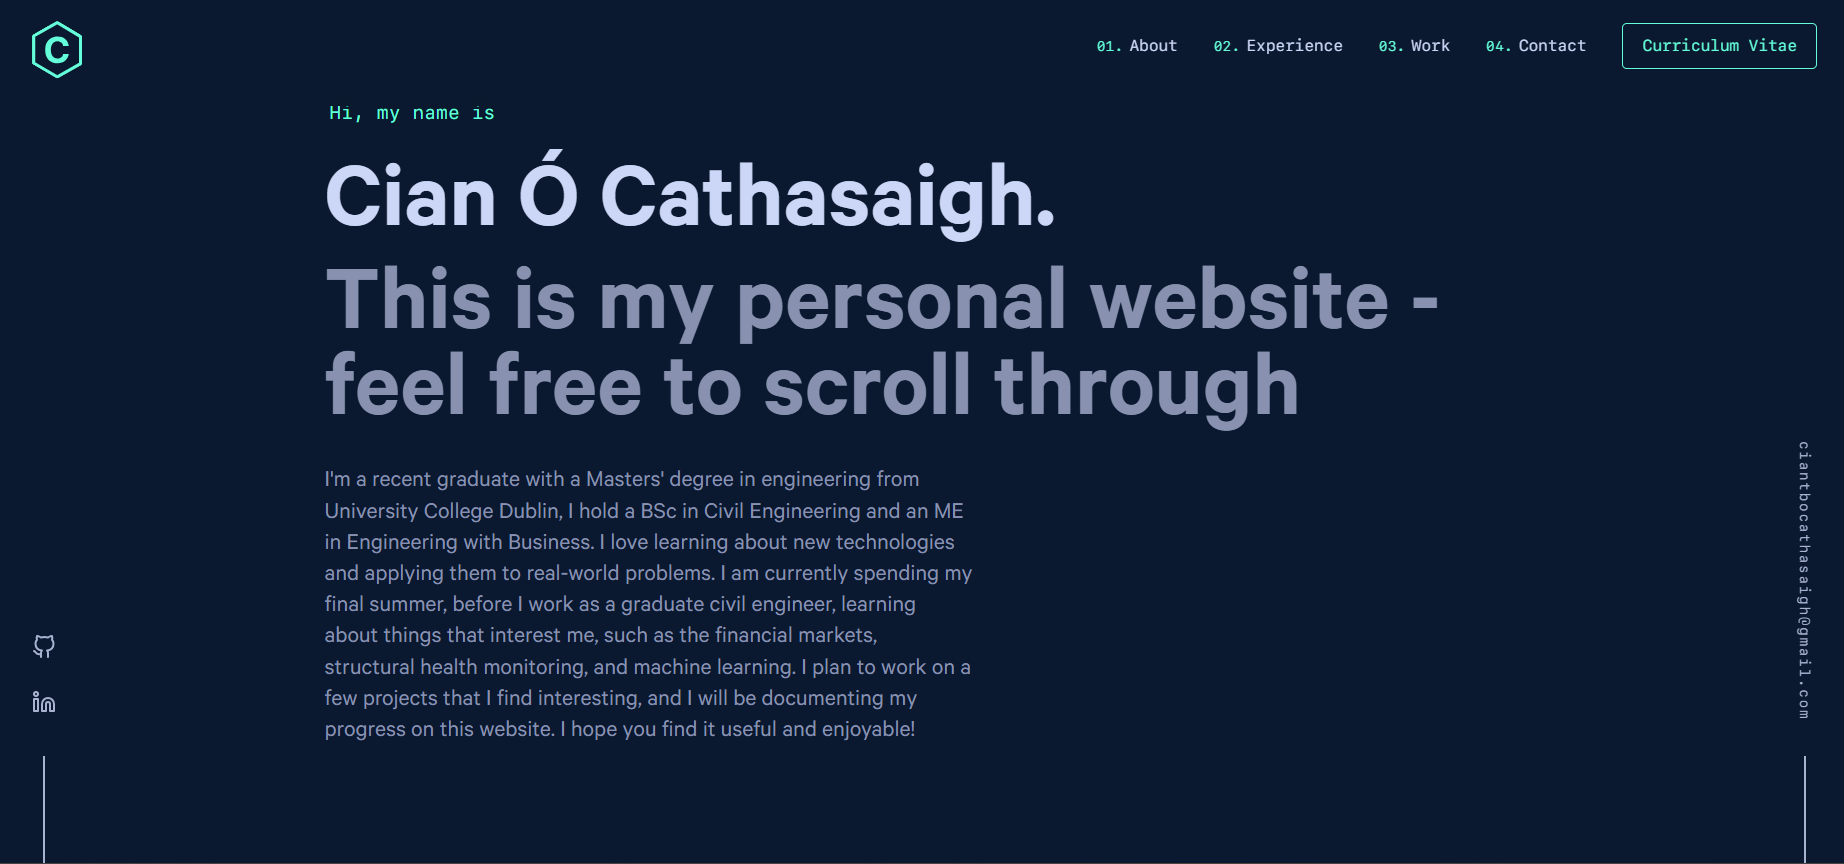 C
01. About
02. Experience
03. Work
04. Contact
Curriculum Vitae
Hi, my name is
Cian Ó Cathasaigh.
This is my personal website -
feel free to scroll through
I'm a recent graduate with a Masters' degree in engineering from
University College Dublin, I hold a BSc in Civil Engineering and an ME
in Engineering with Business. I love learning about new technologies
and applying them to real-world problems. I am currently spending my
final summer, before I work as a graduate civil engineer, learning
about things that interest me, such as the financial markets,
structural health monitoring, and machine learning. I plan to work on a
few projects that I find interesting, and I will be documenting my
progress on this website. I hope you find it useful and enjoyable!
in
ciantbocathasaigh@gmail.com